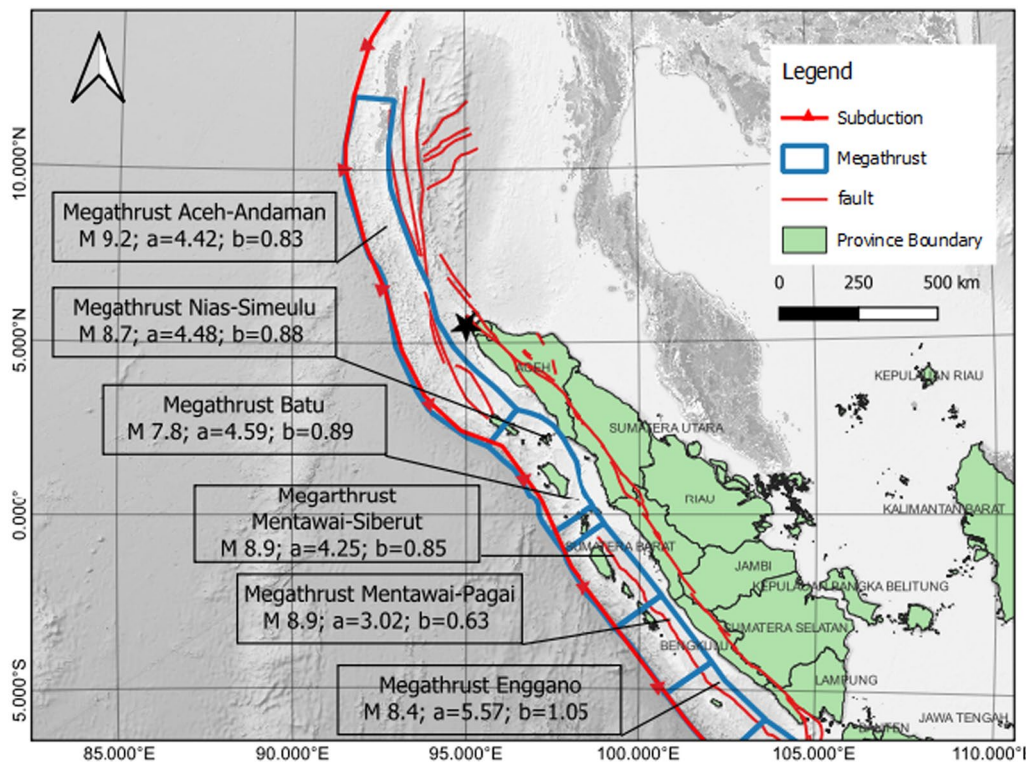 Legend
Subduction
Megathrust
fault
Province Boundary
0 250 500 km
10.000°N
5.000°N
0.000°
5.000°S
Megathrust Aceh-Andaman
M 9.2; a=4.42; b=0.83
Megathrust Nias-Simeulu
M 8.7; a=4.48; b=0.88
Megathrust Batu
M 7.8; a=4.59; b=0.89
Megarthrust
Mentawai-Siberut
M 8.9; a=4.25; b=0.85
Megathrust Mentawai-Pagai
M 8.9; a=3.02; b=0.63
Megathrust Enggano
M 8.4; a=5.57; b=1.05
ACEH
KEPULAUAN RIAU
SUMATERA UTARA
RIAU
KALIMANTAN BARAT
SUMATERA BARAT
JAMBI
KEPULAUAN BANGKA BELITUNG
SUMATERA SELATAN
BENGKULU
LAMPUNG
JAWA TENGAH
BANTEN
85.000°E 90.000°E 95.000°E 100.000°E 105.000°E 110.000°E